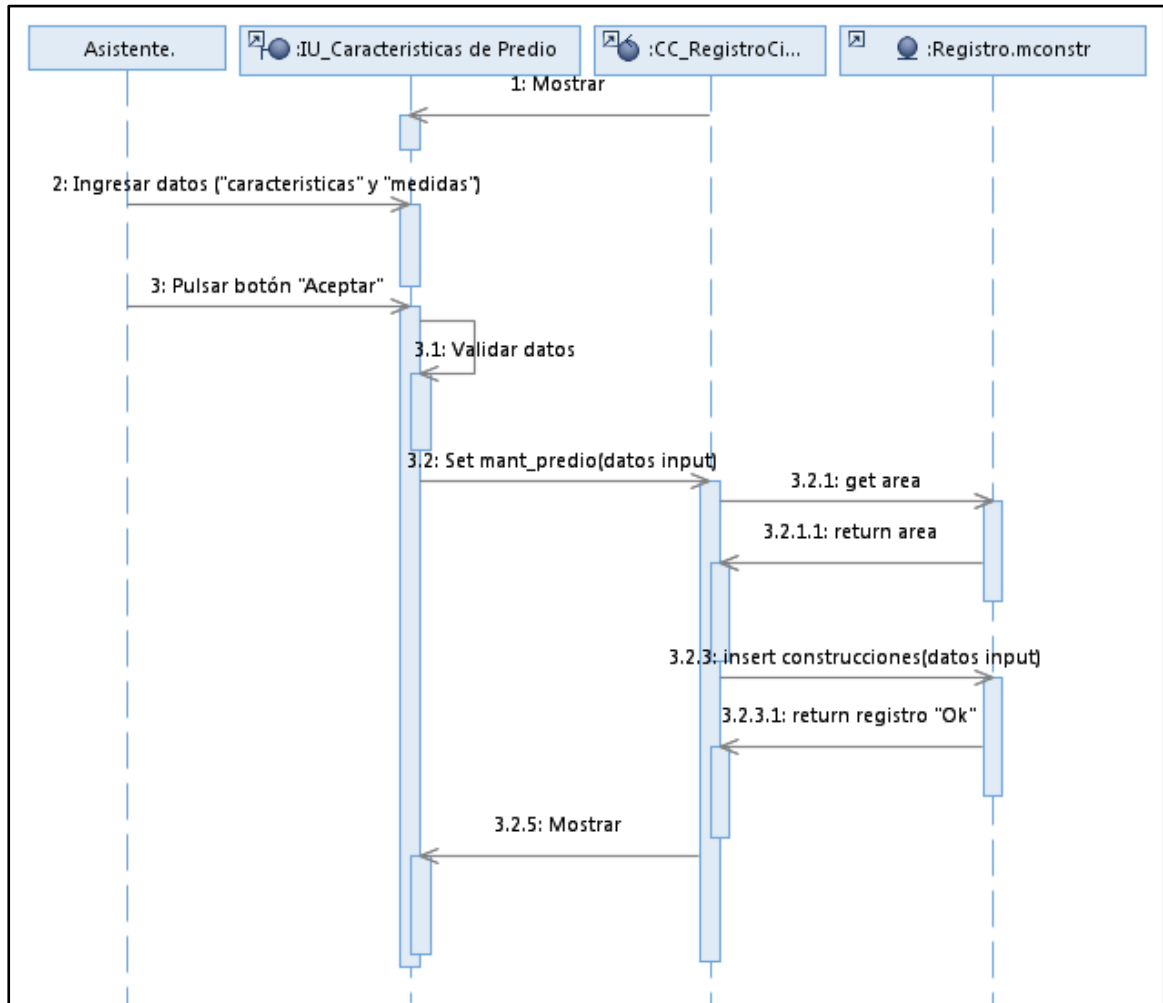 Asistente.
:IU_Caracteristicas de Predio
:CC_RegistroCi...
:Registro.mconstr
1: Mostrar
2: Ingresar datos ("caracteristicas" y "medidas")
3: Pulsar botón "Aceptar"
3.1: Validar datos
3.2: Set mant_predio(datos input)
3.2.1: get area
3.2.1.1: return area
3.2.3: insert construcciones(datos input)
3.2.3.1: return registro "Ok"
3.2.5: Mostrar